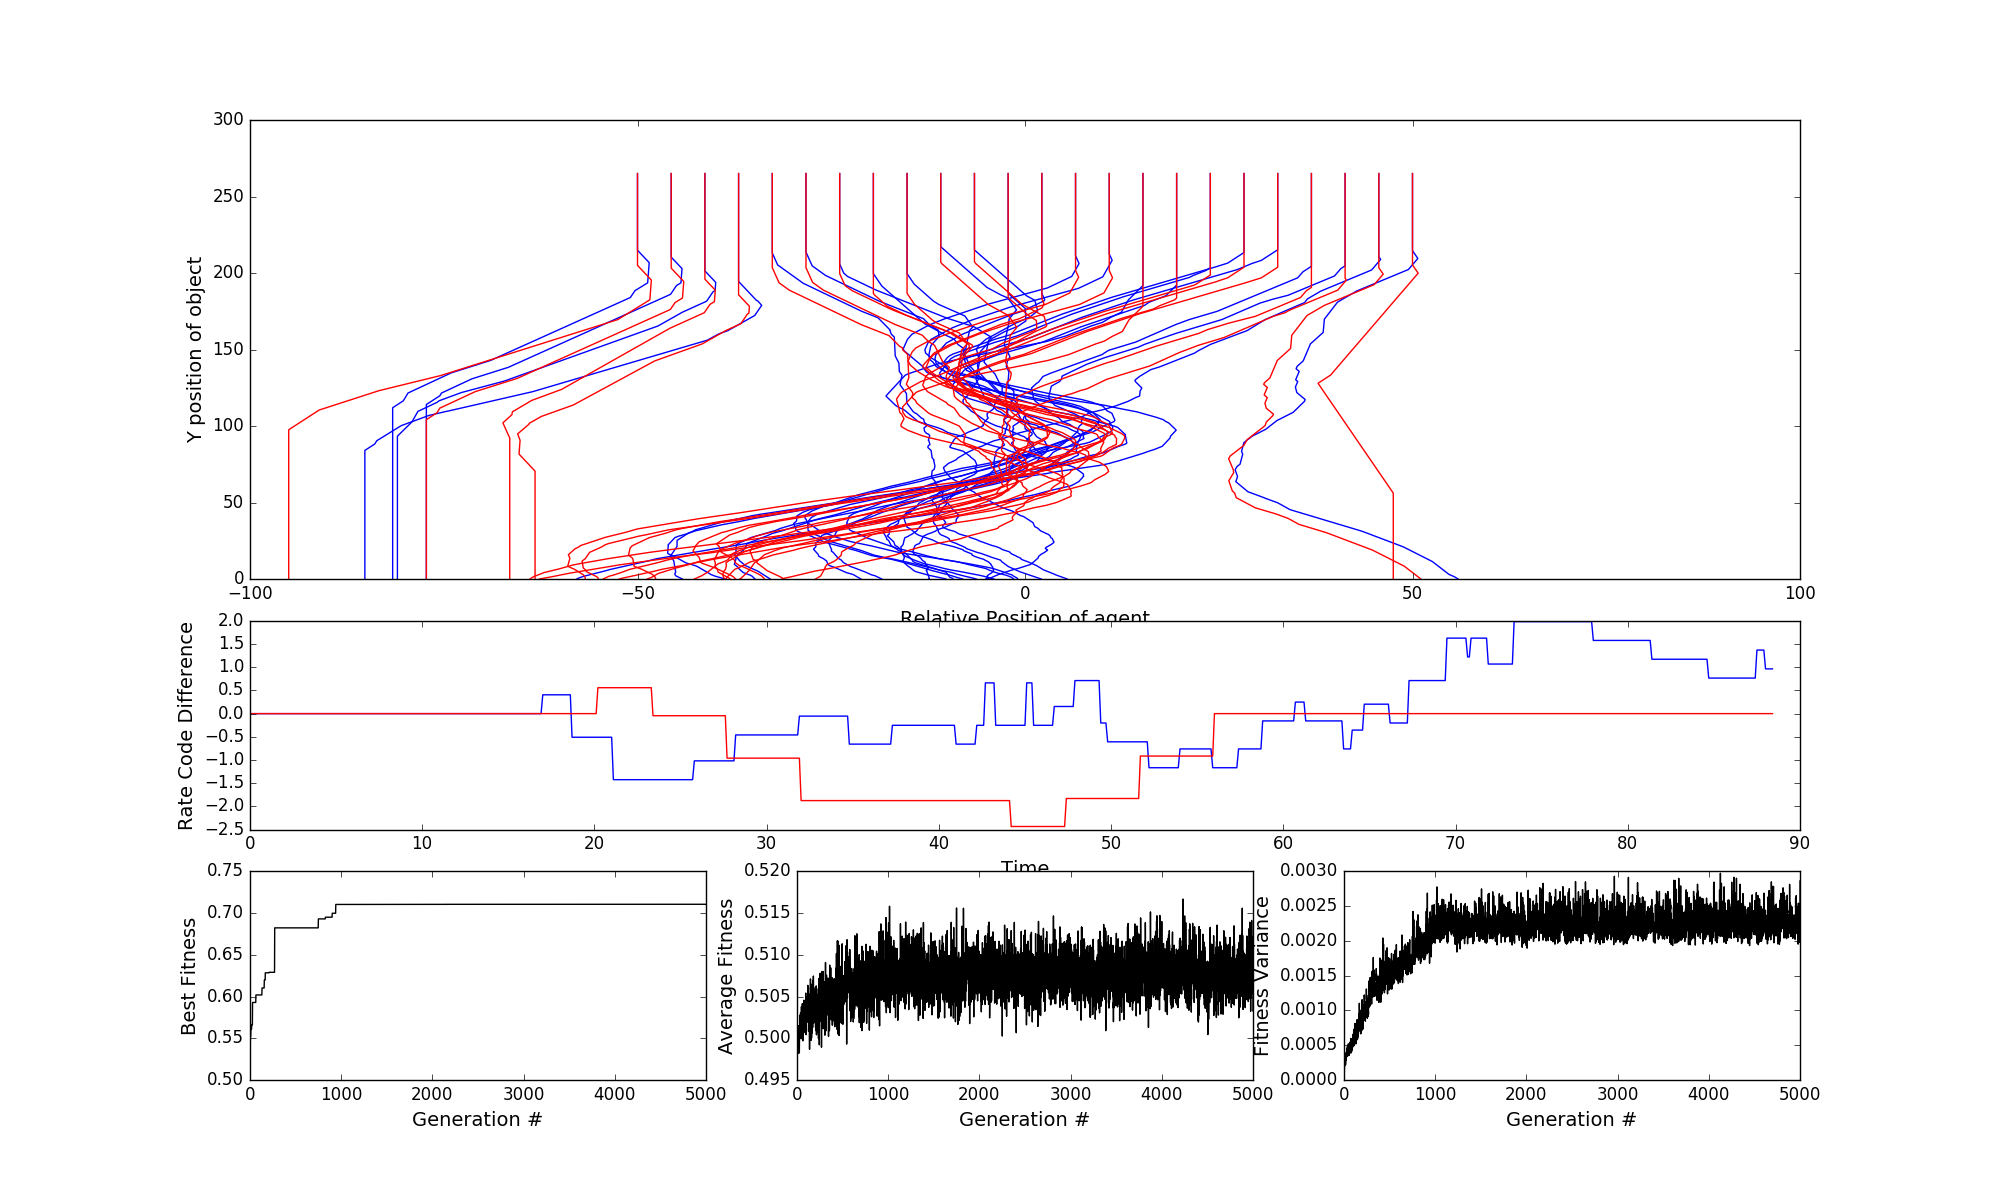 300
250
200
150
100
50
0
Y position of object
−100 −50 0 50 100
Relative Position of agent
2.0
1.5
1.0
0.5
0.0
−0.5
−1.0
−1.5
−2.0
−2.5
Rate Code Difference
0 10 20 30 40 50 60 70 80 90
Time
0.75
0.70
0.65
0.60
0.55
0.50
Best Fitness
0 1000 2000 3000 4000 5000
Generation #
0.520
0.515
0.510
0.505
0.500
0.495
Average Fitness
0 1000 2000 3000 4000 5000
Generation #
0.0030
0.0025
0.0020
0.0015
0.0010
0.0005
0.0000
Fitness Variance
0 1000 2000 3000 4000 5000
Generation #